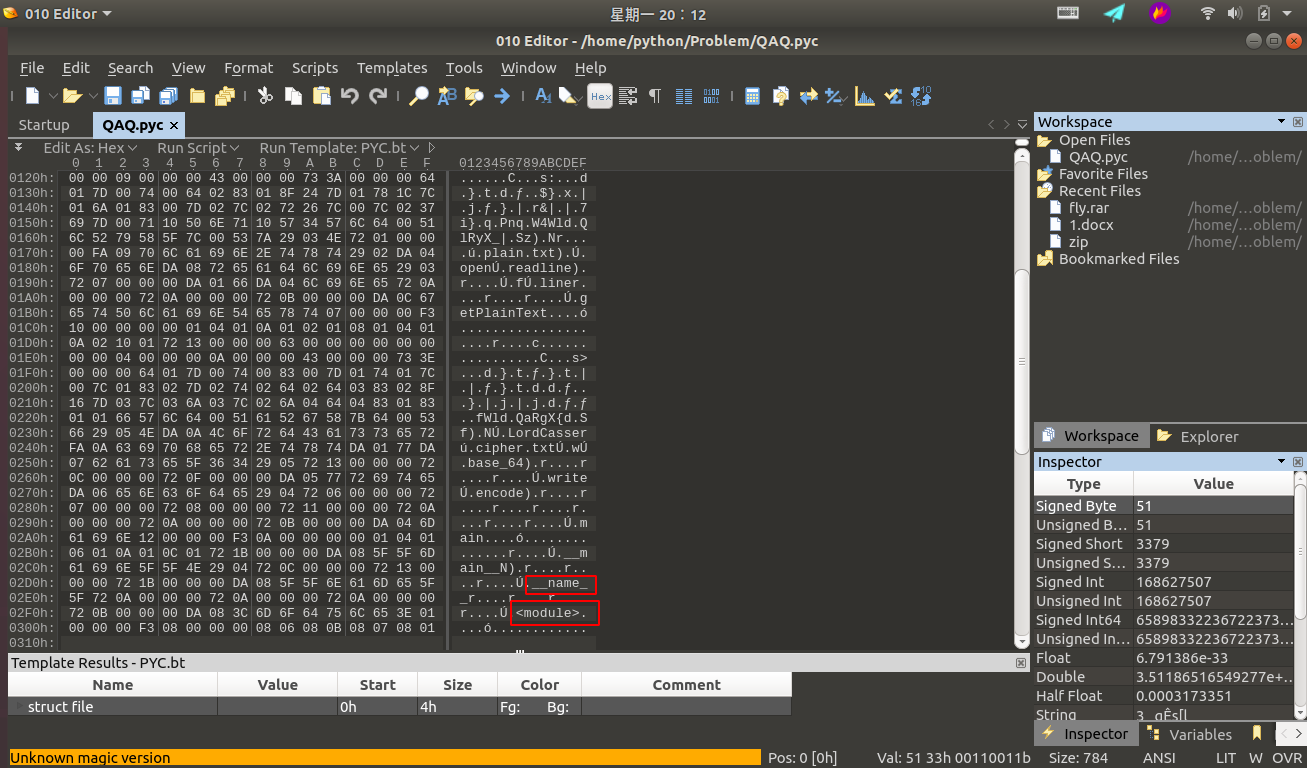 010 Editor
星期一 20：12
010 Editor - /home/python/Problem/QAQ.pyc
File Edit Search View Format Scripts Templates Tools Window Help
Startup
QAQ.pyc
Edit As: Hex Run Script Run Template: PYC.bt
0 1 2 3 4 5 6 7 8 9 A B C D E F 0123456789ABCDEF
0120h: 00 00 09 00 00 00 43 00 00 00 73 3A 00 00 00 64 ......C...s:...d
0130h: 01 7D 00 74 00 64 02 83 01 8F 24 7D 01 78 1C 7C .}.t.dƒ..$}.x.|
0140h: 01 6A 01 83 00 7D 02 7C 02 72 26 7C 00 7C 02 37 .j.ƒ.}.|.r&|.|.7
0150h: 69 7D 00 71 10 50 6E 71 10 57 34 57 6C 64 00 51 i}.q.Pnq.W4Wld.Q
0160h: 6C 52 79 58 5F 7C 00 53 7A 29 03 4E 72 01 00 00 lRyX_|.Sz).Nr...
0170h: 00 FA 09 70 6C 61 69 6E 2E 74 78 74 29 02 DA 04 .ú.plain.txt).Ú.
0180h: 6F 70 65 6E DA 08 72 65 61 64 6C 69 6E 65 29 03 openÚ.readline).
0190h: 72 07 00 00 00 DA 01 66 DA 04 6C 69 6E 65 72 0A r....Ú.fÚ.liner.
01A0h: 00 00 00 72 0A 00 00 00 72 0B 00 00 00 DA 0C 67 ...r....r....Ú.g
01B0h: 65 74 50 6C 61 69 6E 54 65 78 74 07 00 00 00 F3 etPlainText....ó
01C0h: 10 00 00 00 00 01 04 01 0A 01 02 01 08 01 04 01 ................
01D0h: 0A 02 10 01 72 13 00 00 00 63 00 00 00 00 00 00 ....r....c......
01E0h: 00 00 04 00 00 00 0A 00 00 00 43 00 00 00 73 3E ..........C...s>
01F0h: 00 00 00 64 01 7D 00 74 00 83 00 7D 01 74 01 7C ...d.}.t.ƒ.}.t.|
0200h: 00 7C 01 83 02 7D 02 74 02 64 02 64 03 83 02 8F .|.ƒ.}.t.d.d.ƒ..
0210h: 16 7D 03 7C 03 6A 03 7C 02 6A 04 64 04 83 01 83 .}.|.j.|.j.d.ƒ.ƒ
0220h: 01 01 66 57 6C 64 00 51 61 52 67 58 7B 64 00 53 ..fWld.QaRgX{d.S
0230h: 66 29 05 4E DA 0A 4C 6F 72 64 43 61 73 73 65 72 f).NÚ.LordCasser
0240h: FA 0A 63 69 70 68 65 72 2E 74 78 74 DA 01 77 DA ú.cipher.txtÚ.wÚ
0250h: 07 62 61 73 65 5F 36 34 29 05 72 13 00 00 00 72 .base_64).r....r
0260h: 0C 00 00 00 72 0F 00 00 00 DA 05 77 72 69 74 65 ....r....Ú.write
0270h: DA 06 65 6E 63 6F 64 65 29 04 72 06 00 00 00 72 Ú.encode).r....r
0280h: 07 00 00 00 72 08 00 00 00 72 11 00 00 00 72 0A ....r....r....r.
0290h: 00 00 00 72 0A 00 00 00 72 0B 00 00 00 DA 04 6D ...r....r....Ú.m
02A0h: 61 69 6E 12 00 00 00 F3 0A 00 00 00 00 01 04 01 ain....ó........
02B0h: 06 01 0A 01 0C 01 72 1B 00 00 00 DA 08 5F 5F 6D ......r....Ú.__m
02C0h: 61 69 6E 5F 5F 4E 29 04 72 0C 00 00 00 72 13 00 ain__N).r....r..
02D0h: 00 00 72 1B 00 00 00 DA 08 5F 5F 6E 61 6D 65 5F ..r....Ú.__name_
02E0h: 5F 72 0A 00 00 00 72 0A 00 00 00 72 0A 00 00 00 _r....r....r....
02F0h: 72 0B 00 00 00 DA 08 3C 6D 6F 64 75 6C 65 3E 01 r....Ú.<module>.
0300h: 00 00 00 F3 08 00 00 00 08 06 08 0B 08 07 08 01 ...ó............
0310h:
Workspace
Open Files
QAQ.pyc /home/...oblem/
Favorite Files
Recent Files
fly.rar /home/...oblem/
1.docx /home/...oblem/
zip /home/...oblem/
Bookmarked Files
Workspace Explorer
Inspector
Type Value
Signed Byte 51
Unsigned B... 51
Signed Short 3379
Unsigned S... 3379
Signed Int 168627507
Unsigned Int 168627507
Signed Int64 65898332236722373...
Unsigned In... 65898332236722373...
Float 6.791386e-33
Double 3.51186516549277e+...
Half Float 0.0003173351
String
Inspector Variables
Template Results - PYC.bt
Name Value Start Size Color Comment
struct file 0h 4h Fg: Bg:
Unknown magic version
Pos: 0 [0h] Val: 51 33h 00110011b Size: 784 ANSI LIT W OVR